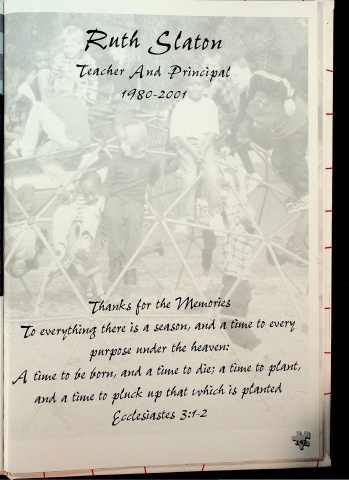 Ruth Slaton
Teacher And Principal
1980-2001
Thanks for the Memories
To everything there is a season, and a time to every
purpose under the heaven:
A time to be born, and a time to die; a time to plant,
and a time to pluck up that which is planted
Ecclesiastes 3:1-2